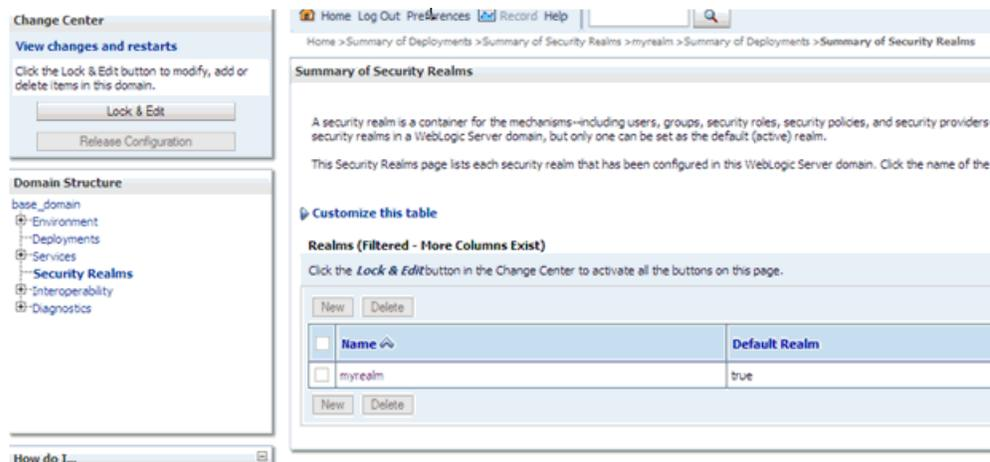 Change Center
View changes and restarts
Click the Lock & Edit button to modify, add or
delete items in this domain.
Lock & Edit
Release Configuration
Domain Structure
base_domain
Environment
Deployments
Services
Security Realms
Interoperability
Diagnostics
How do I...
Home Log Out Preferences Record Help
Home >Summary of Deployments >Summary of Security Realms >myrealm >Summary of Deployments >Summary of Security Realms
Summary of Security Realms
A security realm is a container for the mechanisms--including users, groups, security roles, security policies, and security providers
security realms in a WebLogic Server domain, but only one can be set as the default (active) realm.
This Security Realms page lists each security realm that has been configured in this WebLogic Server domain. Click the name of the
Customize this table
Realms (Filtered - More Columns Exist)
Click the Lock & Edit button in the Change Center to activate all the buttons on this page.
New Delete
Name Default Realm
myrealm true
New Delete